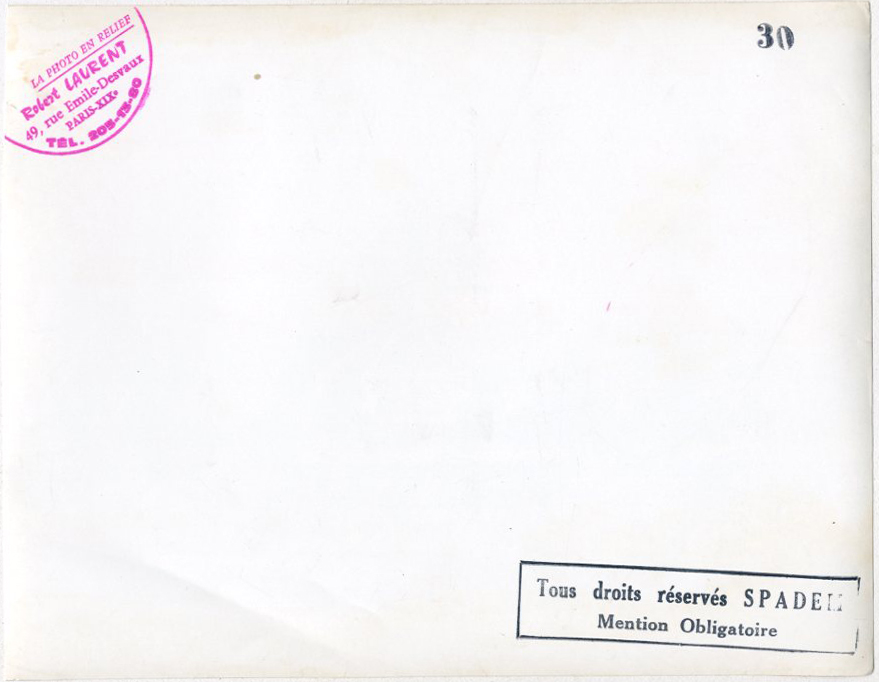 LA PHOTO EN RELIEF
Robert LAURENT
49, rue Emile-Desvaux
PARIS-XIXe
TÉL. 205-15-80
30
Tous droits réservés SPADEM
Mention Obligatoire